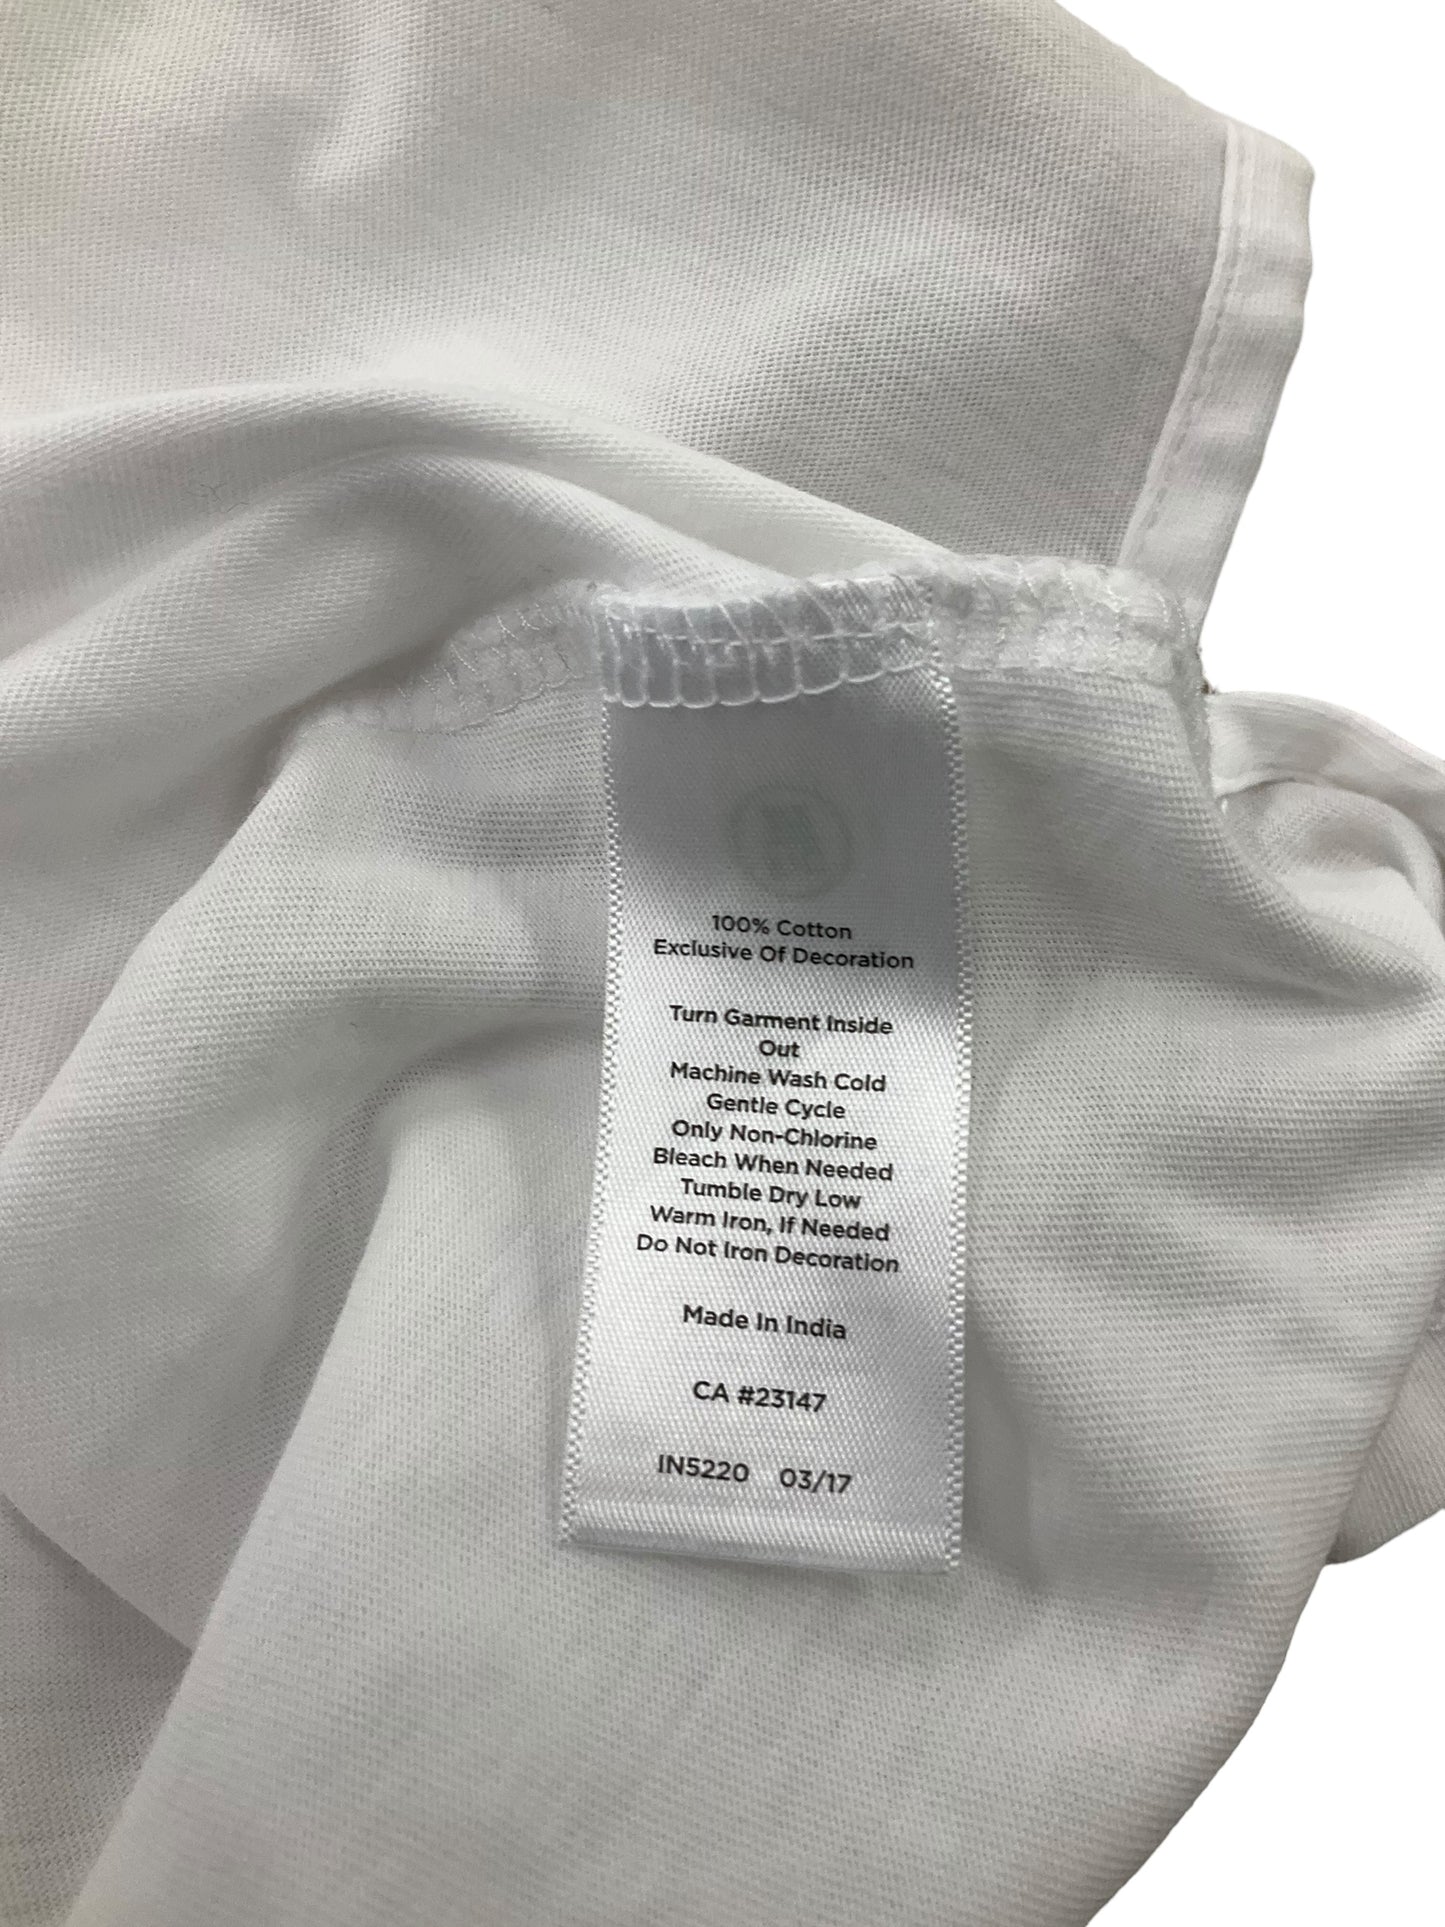 100% Cotton
Exclusive Of Decoration
Turn Garment Inside
Out
Machine Wash Cold
Gentle Cycle
Only Non-Chlorine
Bleach When Needed
Tumble Dry Low
Warm Iron, If Needed
Do Not Iron Decoration
Made In India
CA #23147
IN5220 03/17